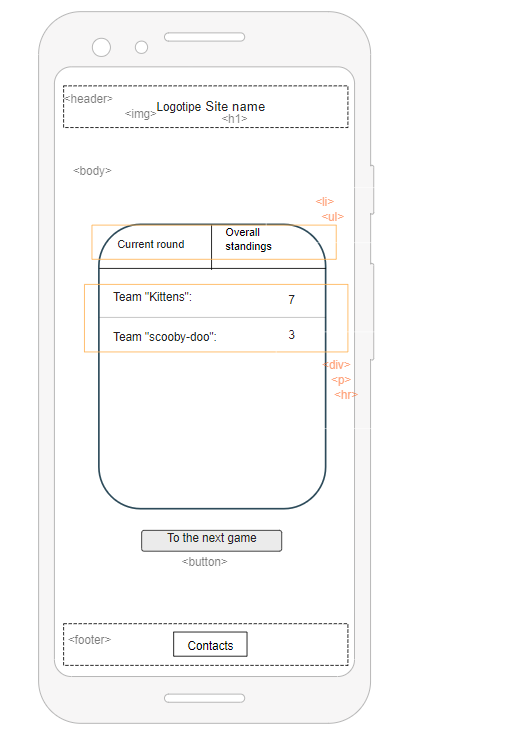 <header>
Logotipe Site name
<img>
<h1>
<body>
<li>
<ul>
Current round
Overall
standings
Team "Kittens":
7
Team "scooby-doo":
3
<div>
<p>
<hr>
To the next game
<button>
<footer>
Contacts